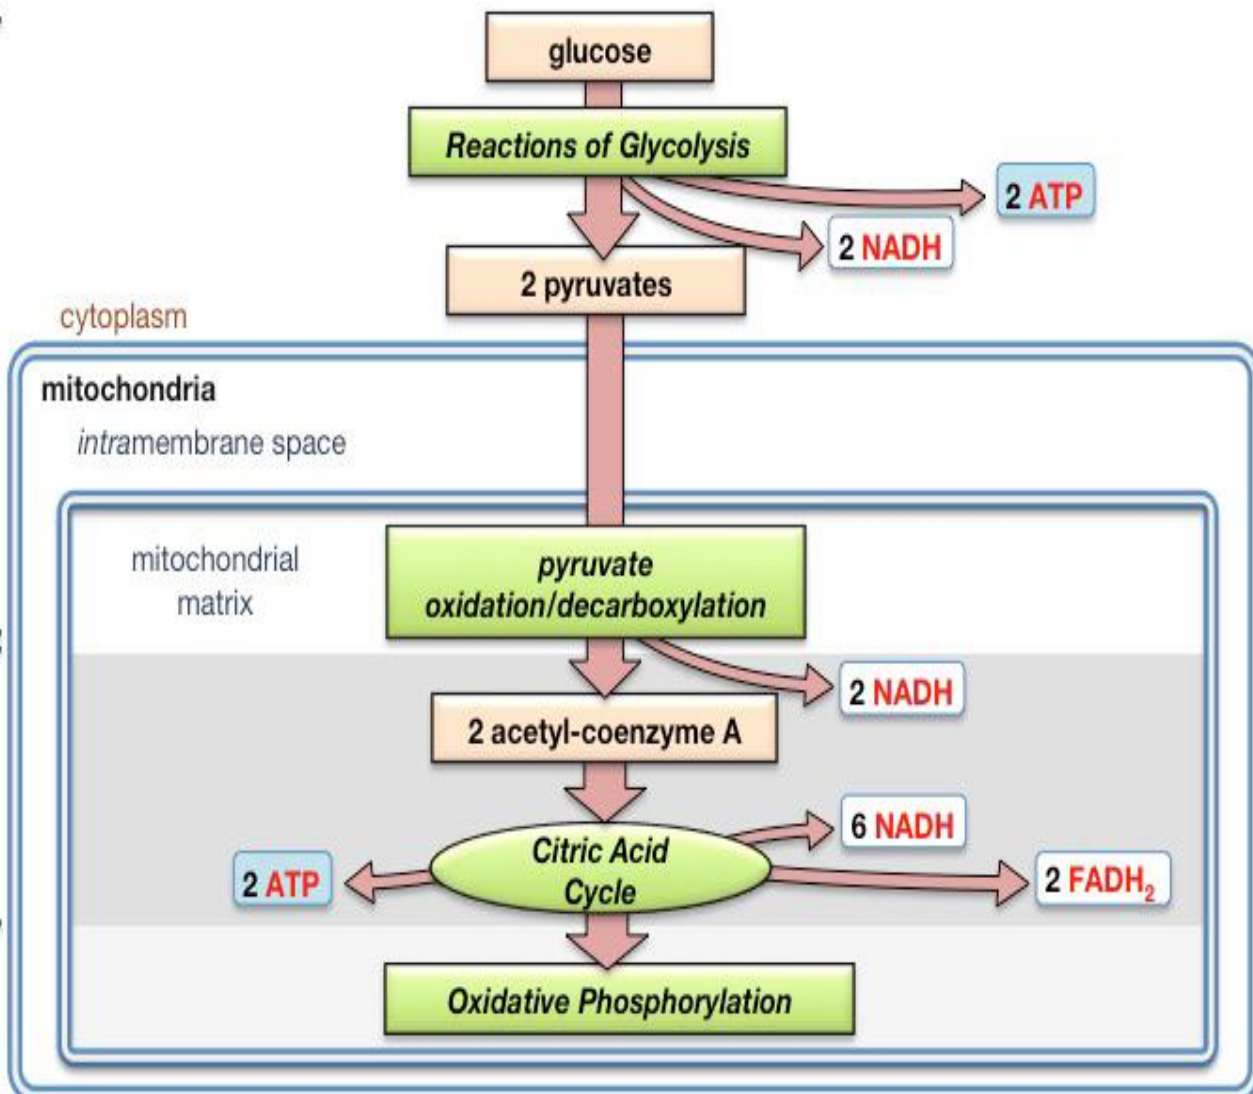 glucose
Reactions of Glycolysis
2 ATP
2 NADH
2 pyruvates
cytoplasm
mitochondria
intramembrane space
mitochondrial
matrix
pyruvate
oxidation/decarboxylation
2 NADH
2 acetyl-coenzyme A
6 NADH
Citric Acid
Cycle
2 ATP
2 FADH₂
Oxidative Phosphorylation